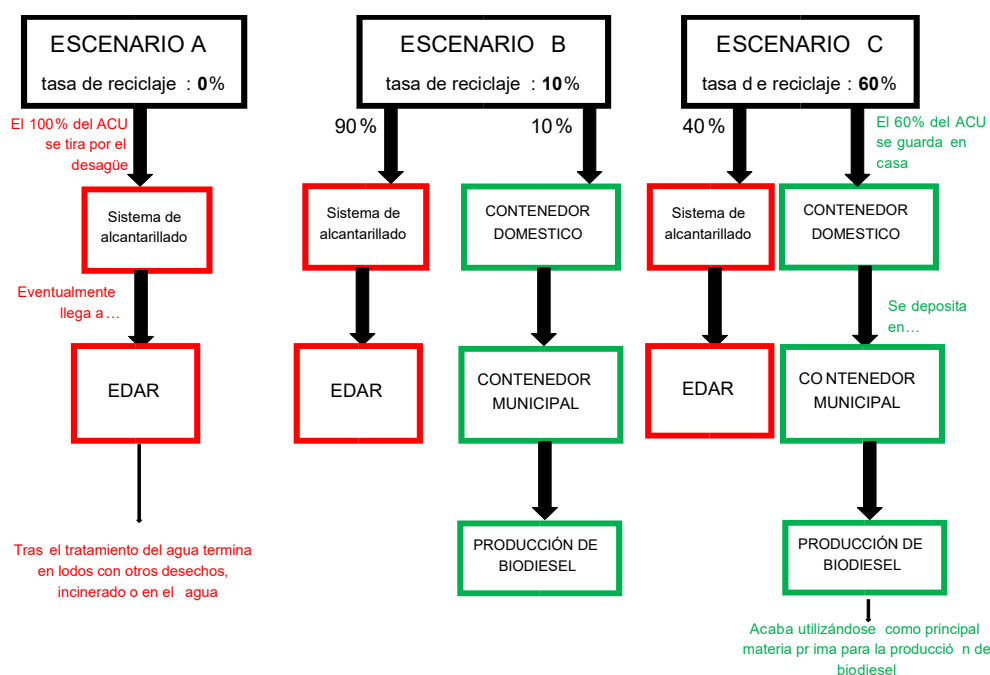 ESCENARIO A
tasa de reciclaje : 0%
El 100% del ACU
se tira por el
desagüe
Sistema de
alcantarillado
Eventualmente
llega a...
EDAR
Tras el tratamiento del agua termina
en lodos con otros desechos,
incinerado o en el agua
ESCENARIO B
tasa de reciclaje : 10%
90%
10%
Sistema de
alcantarillado
CONTENEDOR
DOMESTICO
EDAR
CONTENEDOR
MUNICIPAL
PRODUCCIÓN DE
BIODIESEL
ESCENARIO C
tasa d e reciclaje : 60%
40%
El 60% del ACU
se guarda en
casa
Sistema de
alcantarillado
CONTENEDOR
DOMESTICO
Se deposita
en...
EDAR
CO NTENEDOR
MUNICIPAL
PRODUCCIÓN DE
BIODIESEL
Acaba utilizándose como principal
materia pr ima para la producció n de
biodiesel